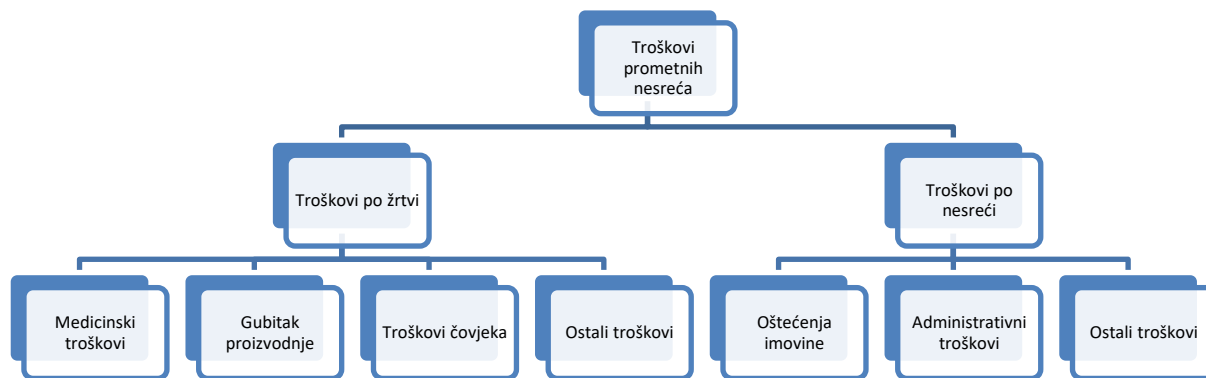 Troškovi
prometnih
nesreća
Troškovi po žrtvi
Troškovi po
nesreći
Medicinski
troškovi
Gubitak
proizvodnje
Troškovi čovjeka
Ostali troškovi
Oštećenja
imovine
Administrativni
troškovi
Ostali troškovi